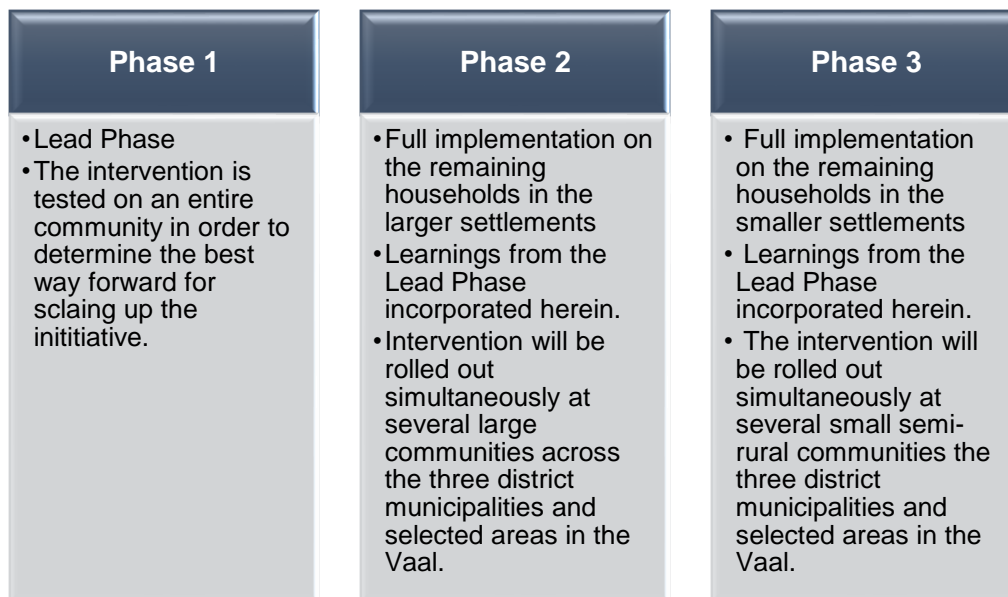 Phase 1
•Lead Phase
•The intervention is
tested on an entire
community in order to
determine the best
way forward for
sclaing up the
inititiative.
Phase 2
•Full implementation on
the remaining
households in the
larger settlements
•Learnings from the
Lead Phase
incorporated herein.
•Intervention will be
rolled out
simultaneously at
several large
communities across
the three district
municipalities and
selected areas in the
Vaal.
Phase 3
• Full implementation
on the remaining
households in the
smaller settlements
• Learnings from the
Lead Phase
incorporated herein.
• The intervention will
be rolled out
simultaneously at
several small semi-
rural communities the
three district
municipalities and
selected areas in the
Vaal.